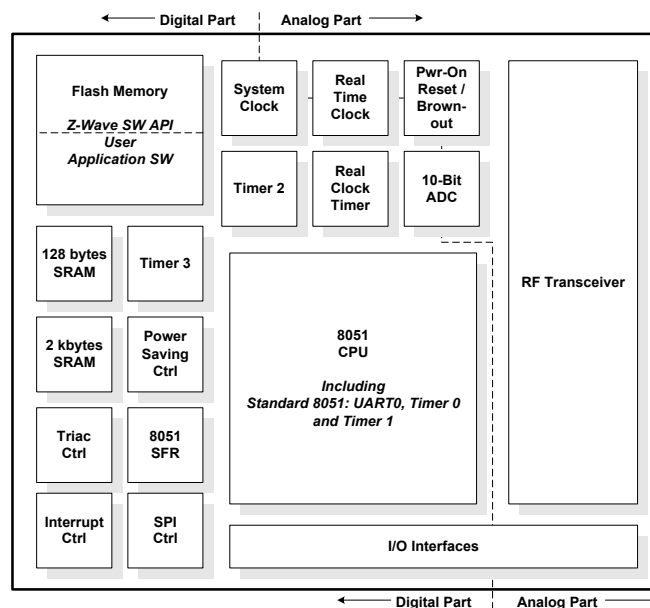 Digital Part
Analog Part
Flash Memory
Z-Wave SW API
User
Application SW
System
Clock
Real
Time
Clock
Pwr-On
Reset /
Brown-
out
Timer 2
Real
Clock
Timer
10-Bit
ADC
128 bytes
SRAM
Timer 3
RF Transceiver
2 kbytes
SRAM
Power
Saving
Ctrl
8051
CPU
Including
Standard 8051: UART0, Timer 0
and Timer 1
Triac
Ctrl
8051
SFR
Interrupt
Ctrl
SPI
Ctrl
I/O Interfaces
Digital Part
Analog Part